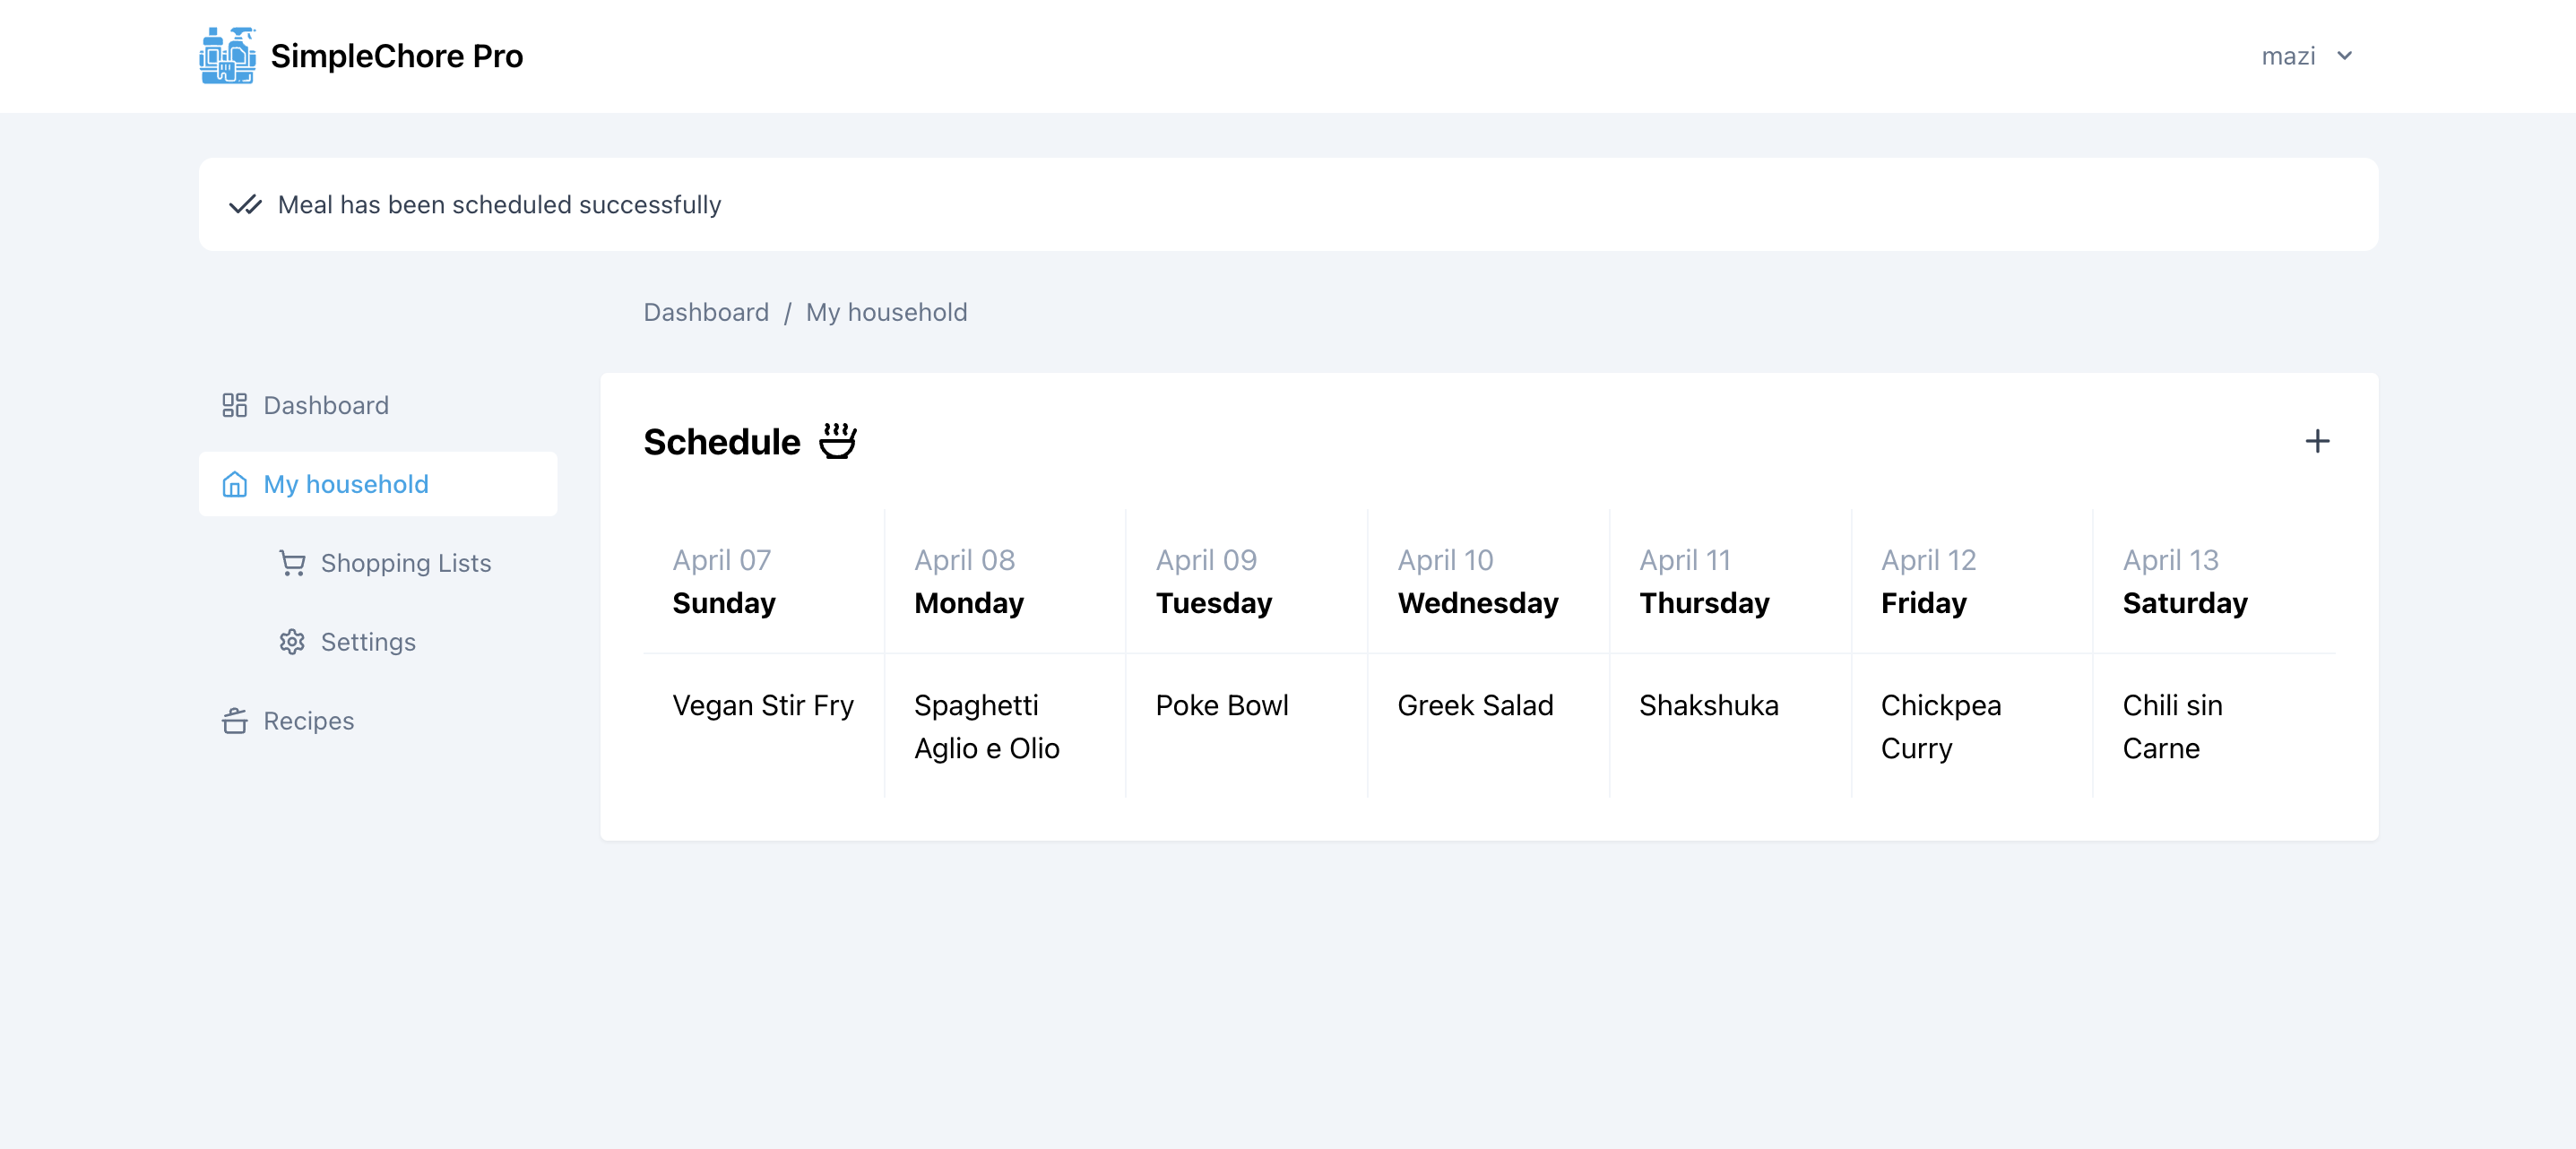 SimpleChore Pro
mazi
Meal has been scheduled successfully
Dashboard / My household
Dashboard
My household
Shopping Lists
Settings
Recipes
Schedule
April 07
Sunday
Vegan Stir Fry
April 08
Monday
Spaghetti
Aglio e Olio
April 09
Tuesday
Poke Bowl
April 10
Wednesday
Greek Salad
April 11
Thursday
Shakshuka
April 12
Friday
Chickpea
Curry
April 13
Saturday
Chili sin
Carne